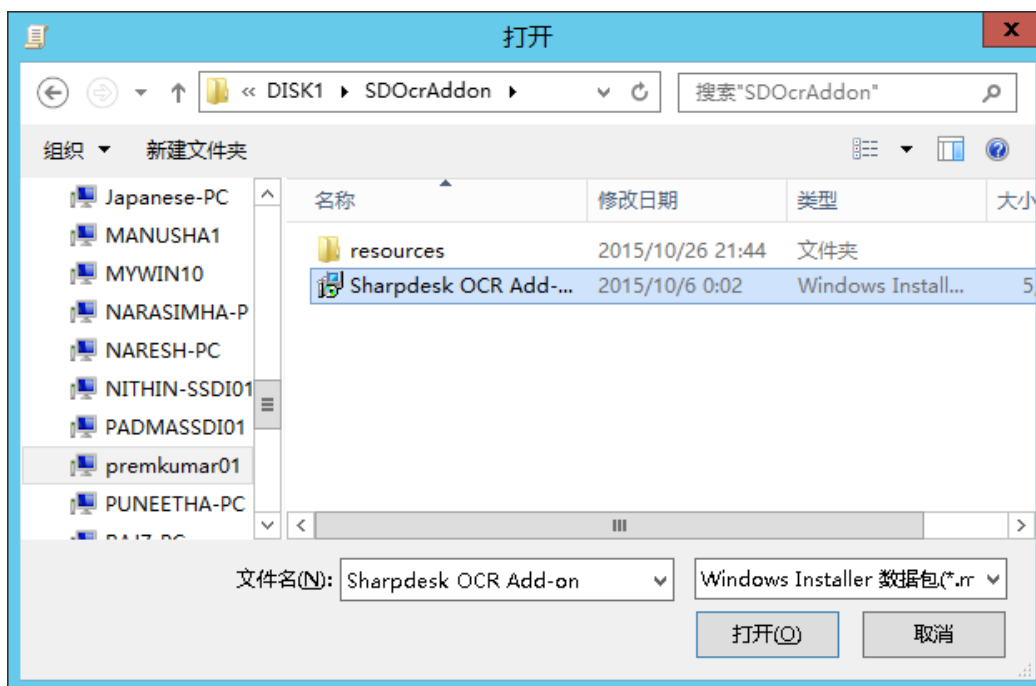 打开
x
« DISK1 SDOcrAddon
搜索"SDOcrAddon"
组织 新建文件夹
名称 修改日期 类型 大小
Japanese-PC
MANUSHA1
MYWIN10
NARASIMHA-P
NARESH-PC
NITHIN-SSDI01
PADMASSDI01
premkumar01
PUNEETHA-PC
resources 2015/10/26 21:44 文件夹
Sharpdesk OCR Add-... 2015/10/6 0:02 Windows Install... 5,
文件名(N): Sharpdesk OCR Add-on Windows Installer 数据包(*.m
打开(O) 取消